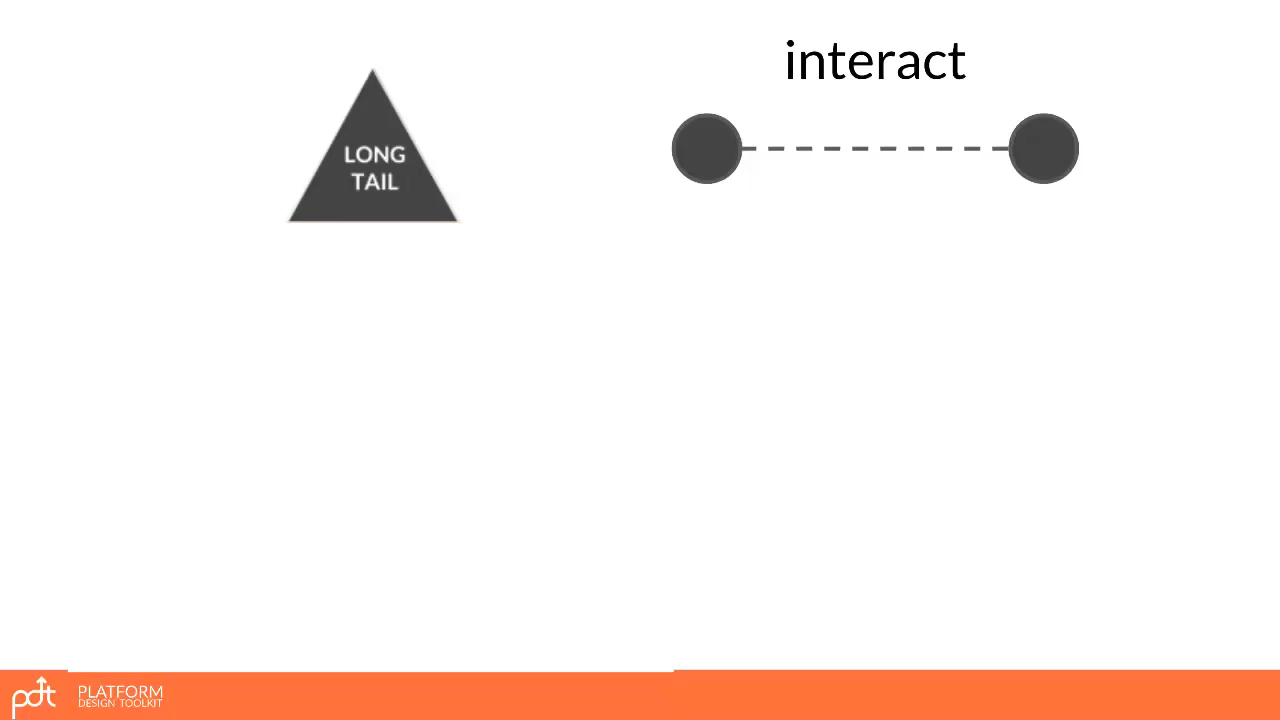 interact
LONG
TAIL
pdt
PLATFORM
DESIGN TOOLKIT